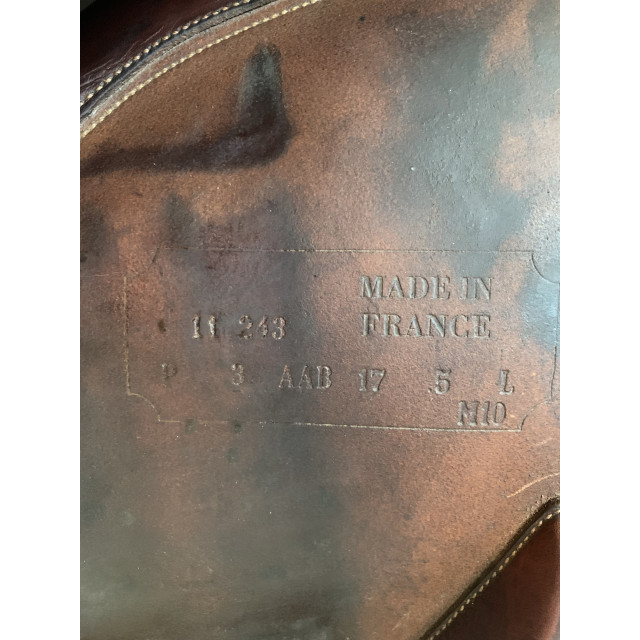 MADE IN
11 243 FRANCE
P 3 AAB 17 5 L
M10